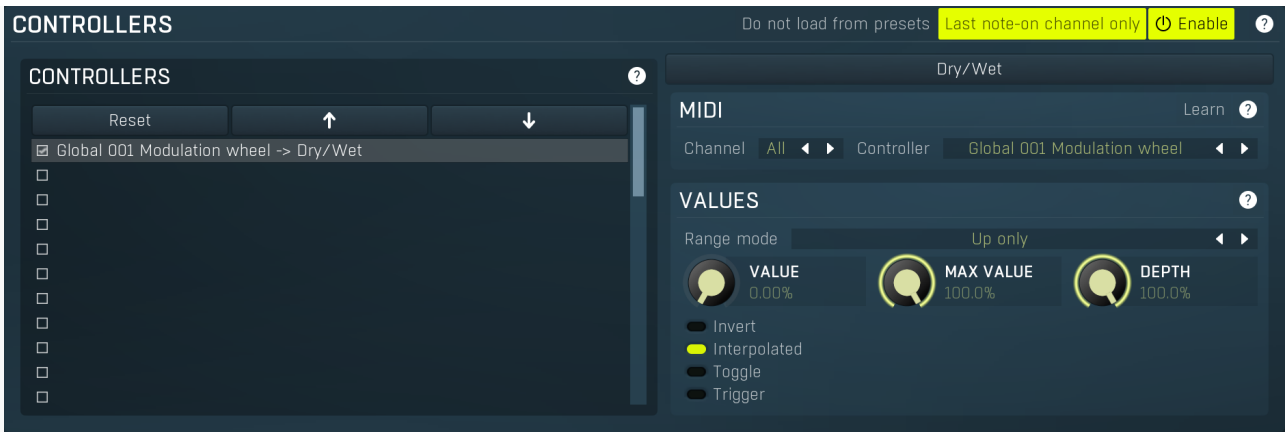 CONTROLLERS
Do not load from presets Last note-on channel only Enable ?
CONTROLLERS ?
Reset
Global 001 Modulation wheel -> Dry/Wet
Dry/Wet
MIDI Learn ?
Channel All Controller Global 001 Modulation wheel
VALUES ?
Range mode Up only
VALUE
0.00%
MAX VALUE
100.0%
DEPTH
100.0%
Invert
Interpolated
Toggle
Trigger